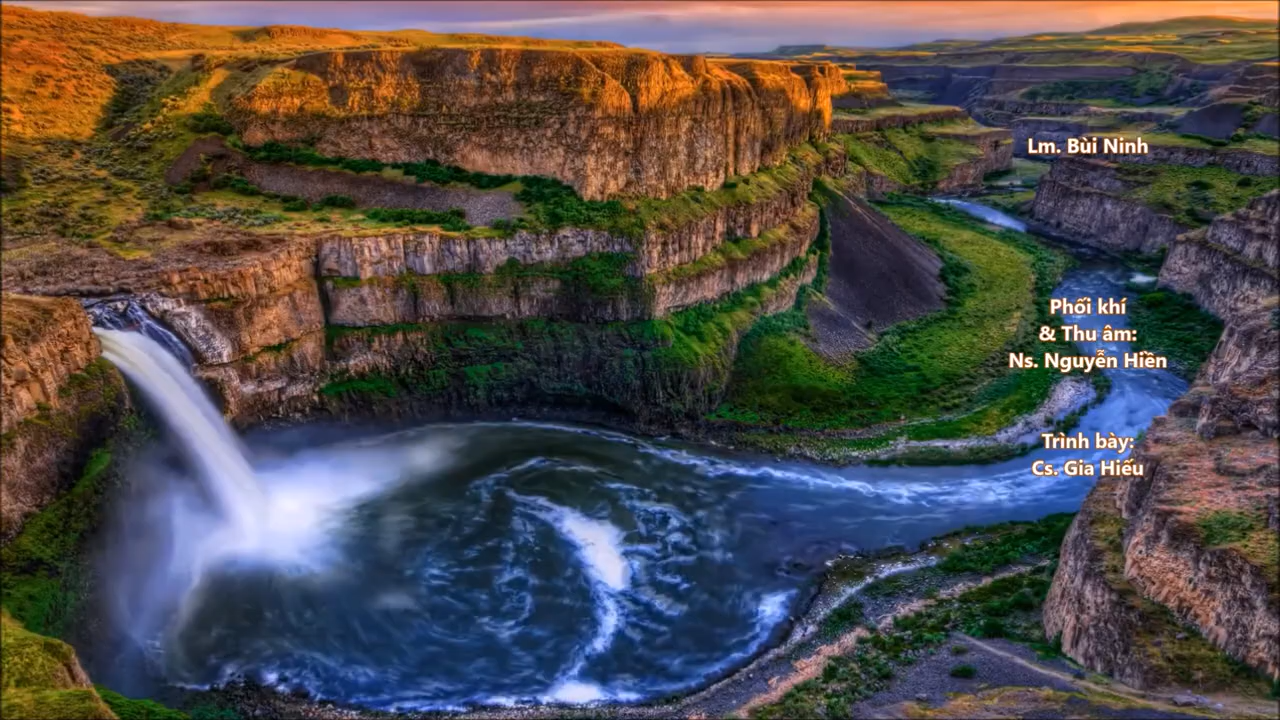 Lm. Bùi Ninh
Phối khí
& Thu âm:
Ns. Nguyễn Hiền
Trình bày:
Cs. Gia Hiếu